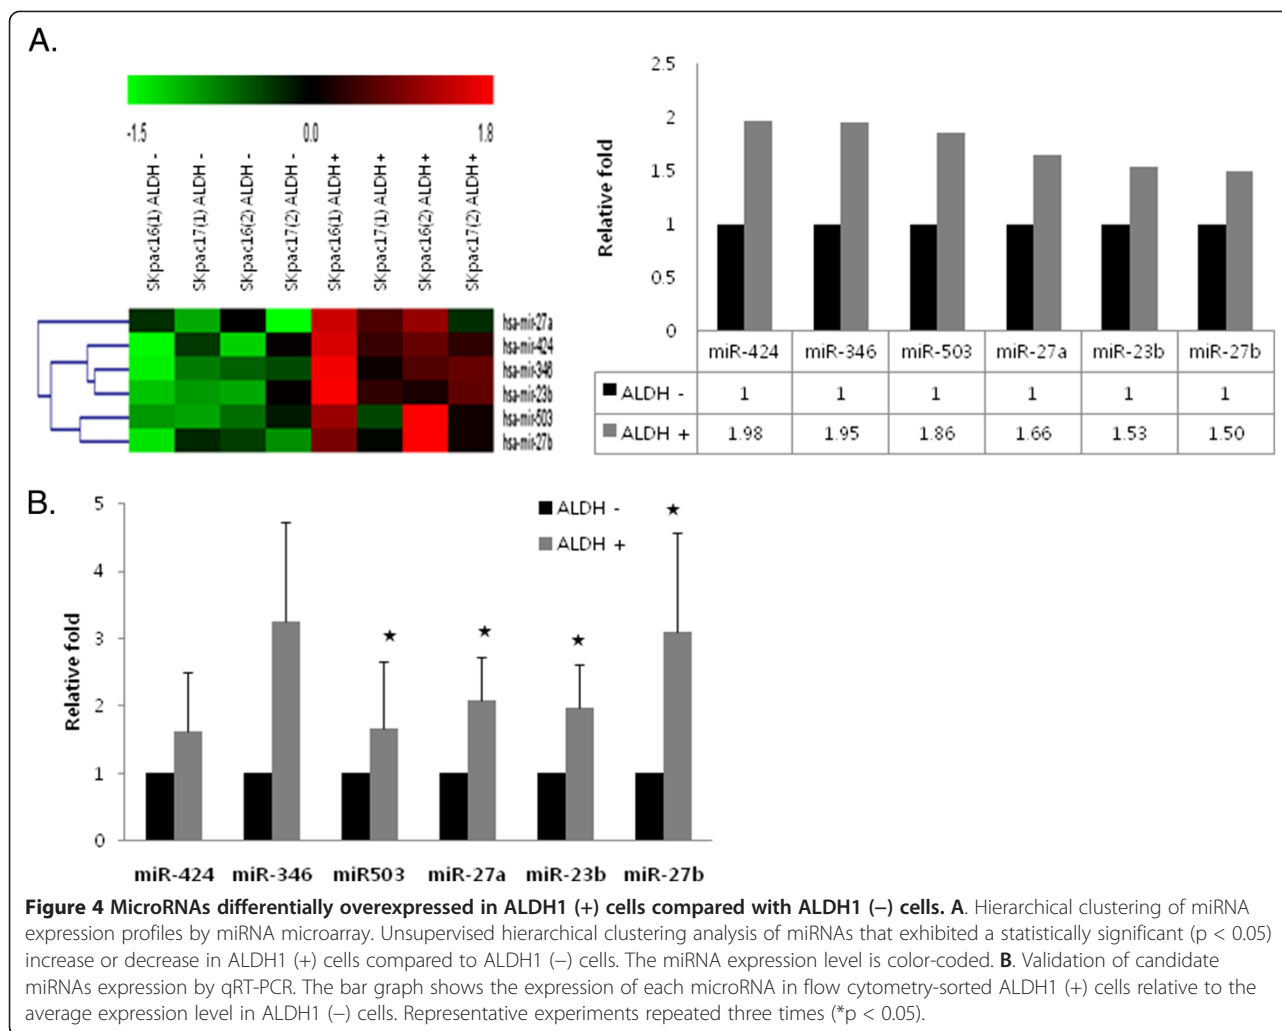 A.
-1.5 0.0 1.8
SKpac16(1) ALDH -
SKpac17(1) ALDH -
SKpac16(2) ALDH -
SKpac17(2) ALDH -
SKpac16(1) ALDH+
SKpac17(1) ALDH+
SKpac16(2) ALDH+
SKpac17(2) ALDH+
hsa-mir-27a
hsa-mir-424
hsa-mir-346
hsa-mir-23b
hsa-mir-503
hsa-mir-27b
Relative fold
2.5
2
1.5
1
0.5
0
miR-424 miR-346 miR-503 miR-27a miR-23b miR-27b
ALDH - 1 1 1 1 1 1
ALDH + 1.98 1.95 1.86 1.66 1.53 1.50
B.
Relative fold
5
4
3
2
1
0
ALDH -
ALDH +
★ ★ ★ ★
miR-424 miR-346 miR503 miR-27a miR-23b miR-27b
Figure 4 MicroRNAs differentially overexpressed in ALDH1 (+) cells compared with ALDH1 (−) cells. A. Hierarchical clustering of miRNA
expression profiles by miRNA microarray. Unsupervised hierarchical clustering analysis of miRNAs that exhibited a statistically significant (p < 0.05)
increase or decrease in ALDH1 (+) cells compared to ALDH1 (−) cells. The miRNA expression level is color-coded. B. Validation of candidate
miRNAs expression by qRT-PCR. The bar graph shows the expression of each microRNA in flow cytometry-sorted ALDH1 (+) cells relative to the
average expression level in ALDH1 (−) cells. Representative experiments repeated three times (*p < 0.05).